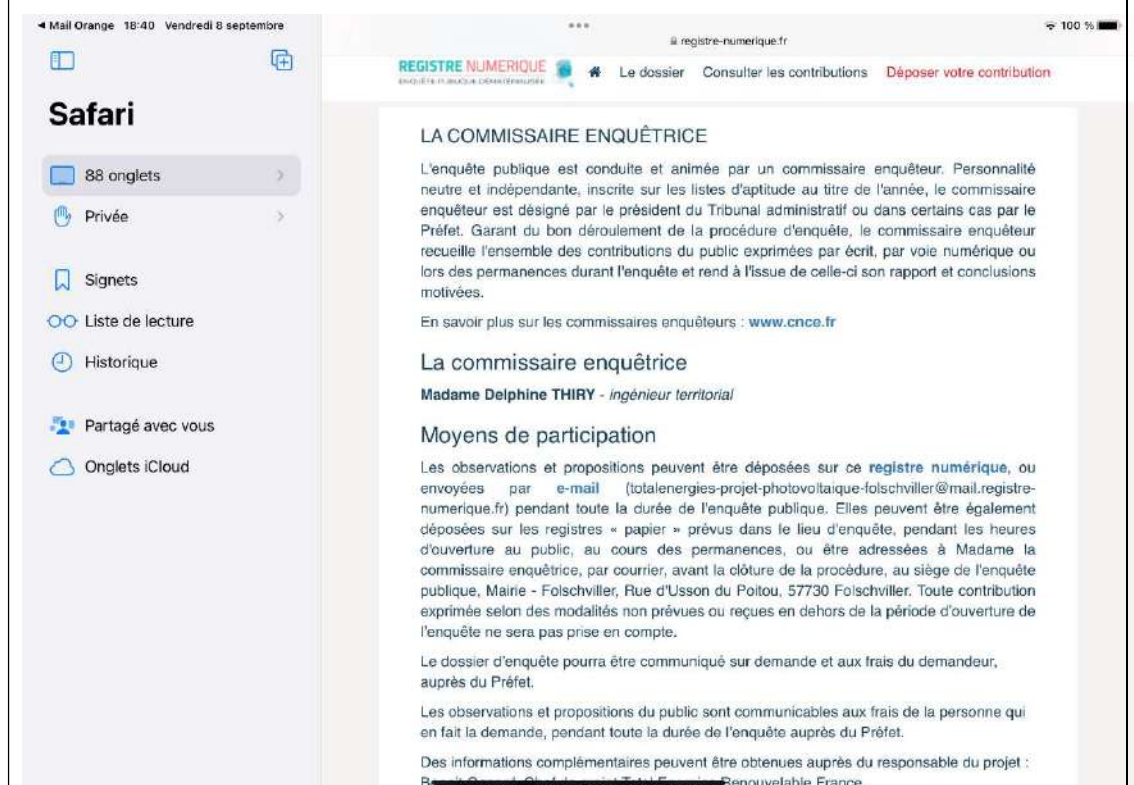 ◀ Mail Orange 18:40 Vendredi 8 septembre
100 %
registre-numerique.fr
REGISTRE NUMERIQUE
ENQUÊTE PUBLIQUE DÉMATÉRIALISÉE
Le dossier Consulter les contributions Déposer votre contribution
Safari
88 onglets
Privée
Signets
Liste de lecture
Historique
Partagé avec vous
Onglets iCloud
LA COMMISSAIRE ENQUÊTRICE
L'enquête publique est conduite et animée par un commissaire enquêteur. Personnalité
neutre et indépendante, inscrite sur les listes d'aptitude au titre de l'année, le commissaire
enquêteur est désigné par le président du Tribunal administratif ou dans certains cas par le
Préfet. Garant du bon déroulement de la procédure d'enquête, le commissaire enquêteur
recueille l'ensemble des contributions du public exprimées par écrit, par voie numérique ou
lors des permanences durant l'enquête et rend à l'issue de celle-ci son rapport et conclusions
motivées.
En savoir plus sur les commissaires enquêteurs : www.cnce.fr
La commissaire enquêtrice
Madame Delphine THIRY - ingénieur territorial
Moyens de participation
Les observations et propositions peuvent être déposées sur ce registre numérique, ou
envoyées par e-mail (totalenergies-projet-photovoltaique-folschviller@mail.registre-
numerique.fr) pendant toute la durée de l'enquête publique. Elles peuvent être également
déposées sur les registres « papier » prévus dans le lieu d'enquête, pendant les heures
d'ouverture au public, au cours des permanences, ou être adressées à Madame la
commissaire enquêtrice, par courrier, avant la clôture de la procédure, au siège de l'enquête
publique, Mairie - Folschviller, Rue d'Usson du Poitou, 57730 Folschviller. Toute contribution
exprimée selon des modalités non prévues ou reçues en dehors de la période d'ouverture de
l'enquête ne sera pas prise en compte.
Le dossier d'enquête pourra être communiqué sur demande et aux frais du demandeur,
auprès du Préfet.
Les observations et propositions du public sont communicables aux frais de la personne qui
en fait la demande, pendant toute la durée de l'enquête auprès du Préfet.
Des informations complémentaires peuvent être obtenues auprès du responsable du projet :
Renouvelable France